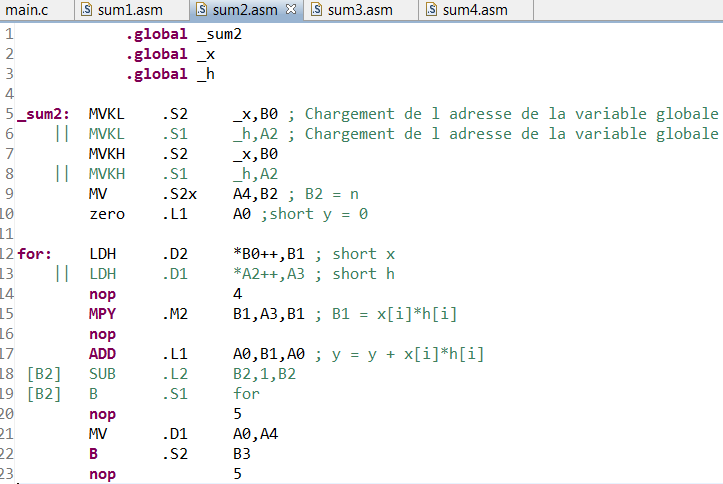 main.c sum1.asm sum2.asm sum3.asm sum4.asm
1 .global _sum2
2 .global _x
3 .global _h
4
5 _sum2: MVKL .S2 _x,B0 ; Chargement de l adresse de la variable globale
6 || MVKL .S1 _h,A2 ; Chargement de l adresse de la variable globale
7 MVKH .S2 _x,B0
8 || MVKH .S1 _h,A2
9 MV .S2x A4,B2 ; B2 = n
10 zero .L1 A0 ;short y = 0
11
12 for: LDH .D2 *B0++,B1 ; short x
13 || LDH .D1 *A2++,A3 ; short h
14 nop 4
15 MPY .M2 B1,A3,B1 ; B1 = x[i]*h[i]
16 nop
17 ADD .L1 A0,B1,A0 ; y = y + x[i]*h[i]
18 [B2] SUB .L2 B2,1,B2
19 [B2] B .S1 for
20 nop 5
21 MV .D1 A0,A4
22 B .S2 B3
23 nop 5